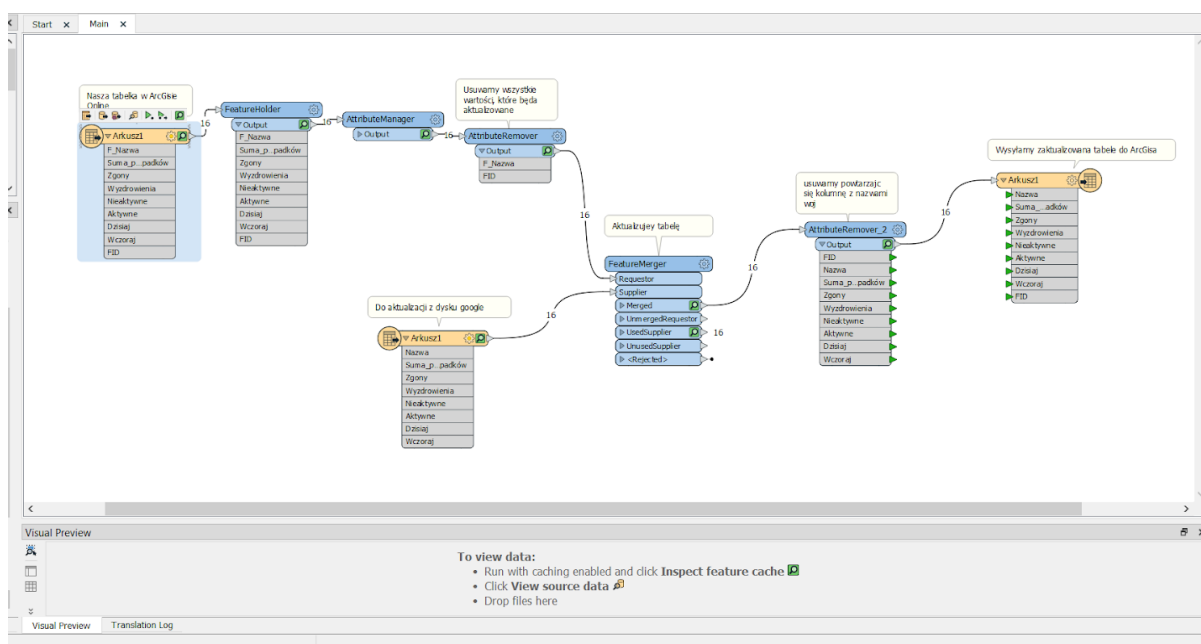 Start
Main
Nasza tabelka w ArcGisie
Online
Arkusz1
F_Nazwa
Suma_p...padków
Zgony
Wyzdrowienia
Nieaktywne
Aktywne
Dzisiaj
Wczoraj
FID
16
FeatureHolder
Output
F_Nazwa
Suma_p...padków
Zgony
Wyzdrowienia
Nieaktywne
Aktywne
Dzisiaj
Wczoraj
FID
16
AttributeManager
Output
16
Usuwamy wszystkie
wartości, które będa
aktualizowane
AttributeRemover
Output
F_Nazwa
FID
16
Do aktualizacji z dysku google
Arkusz1
Nazwa
Suma_p...padków
Zgony
Wyzdrowienia
Nieaktywne
Aktywne
Dzisiaj
Wczoraj
16
Aktualizujey tabelę
FeatureMerger
Requestor
Supplier
Merged
UnmergedRequestor
UsedSupplier
16
UnusedSupplier
<Rejected>
16
usuwamy powtarzajc
się kolumnę z nazwami
woj
AttributeRemover_2
Output
FID
Nazwa
Suma_p...padków
Zgony
Wyzdrowienia
Nieaktywne
Aktywne
Dzisiaj
Wczoraj
16
Wysyłamy zaktualizowana tabele do ArcGisa
Arkusz1
Nazwa
Suma_...adków
Zgony
Wyzdrowienia
Nieaktywne
Aktywne
Dzisiaj
Wczoraj
FID
Visual Preview
To view data:
• Run with caching enabled and click Inspect feature cache
• Click View source data
• Drop files here
Visual Preview
Translation Log